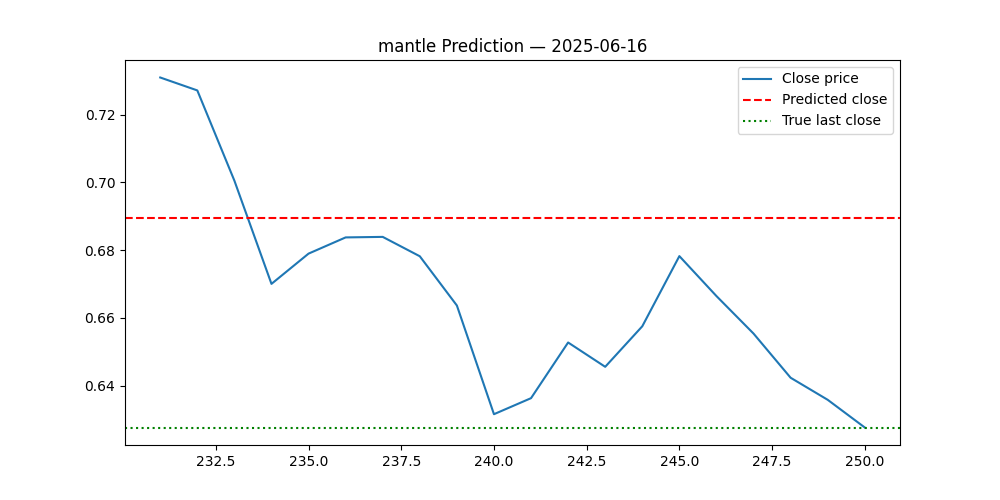 mantle Prediction — 2025-06-16
Close price
Predicted close
True last close
0.72
0.70
0.68
0.66
0.64
232.5 235.0 237.5 240.0 242.5 245.0 247.5 250.0